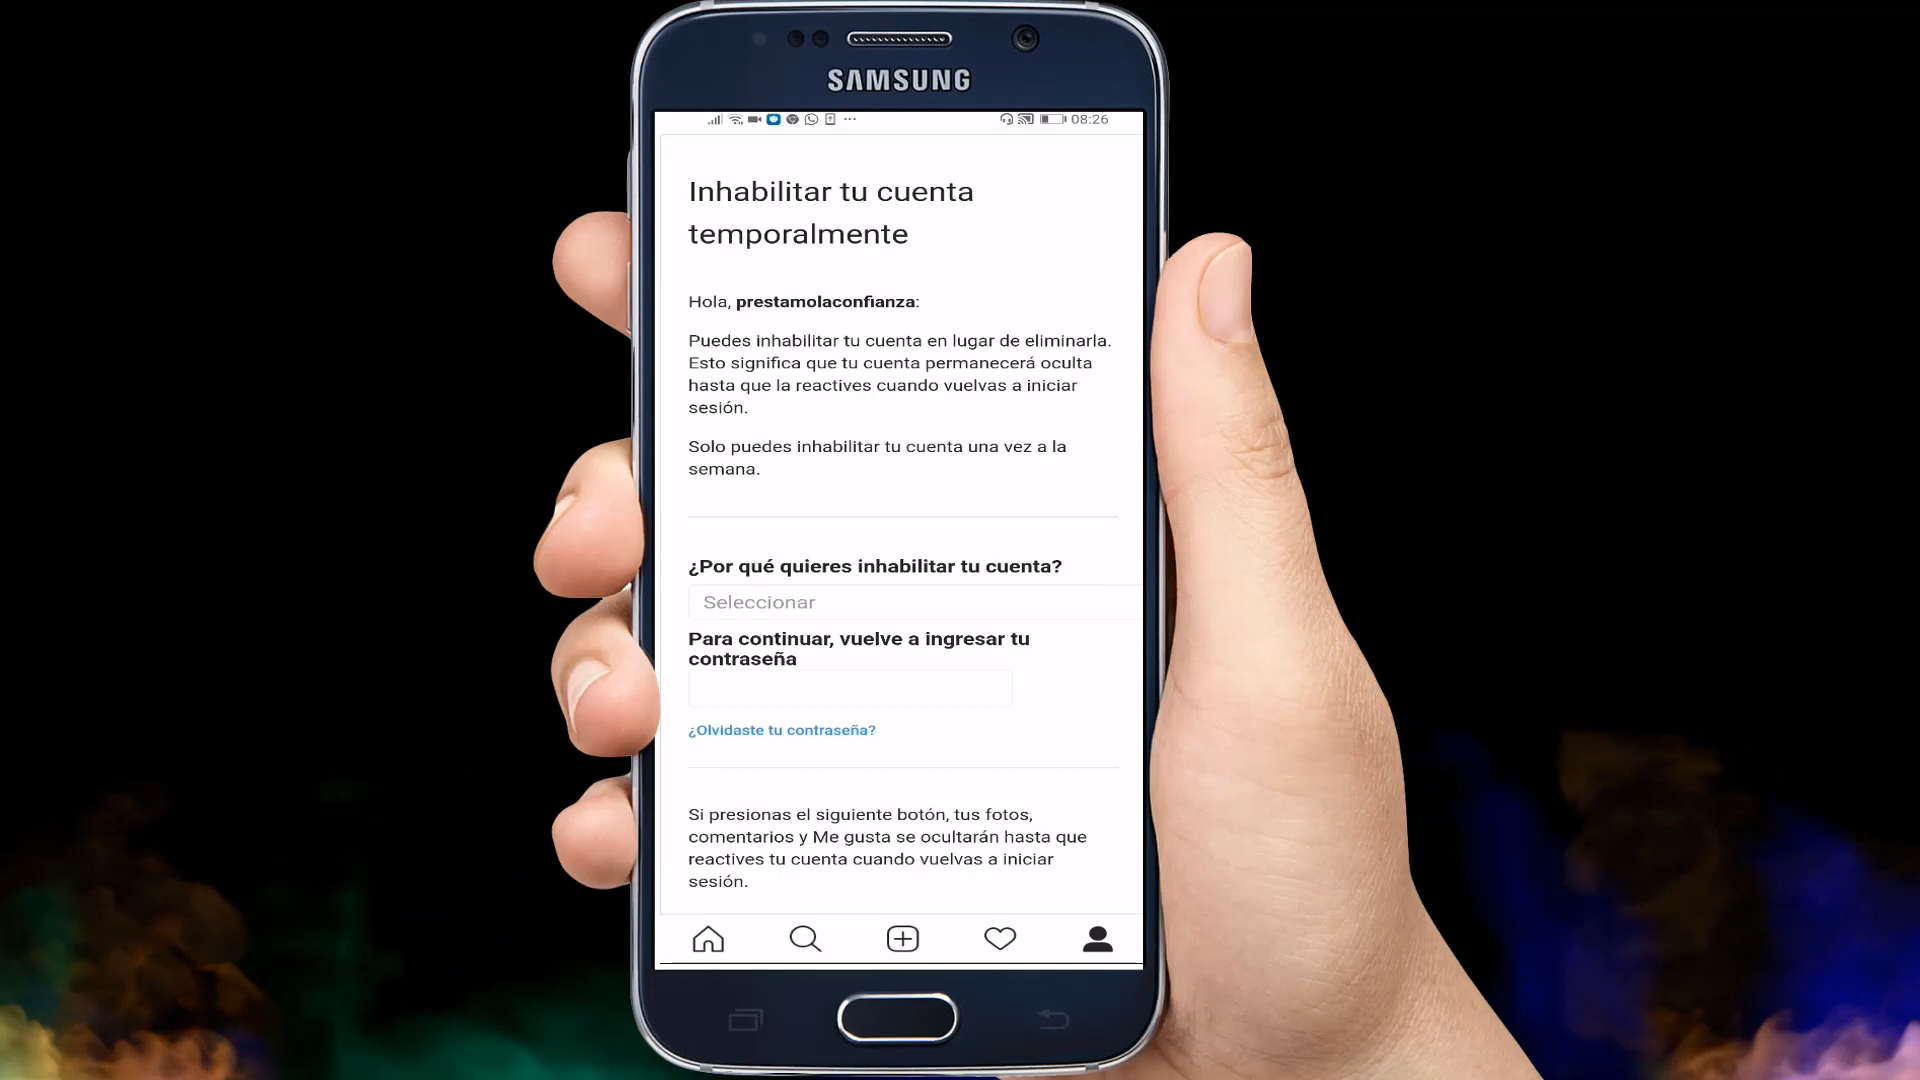 SAMSUNG
08:26
Inhabilitar tu cuenta
temporalmente
Hola, prestamolaconfianza:
Puedes inhabilitar tu cuenta en lugar de eliminarla.
Esto significa que tu cuenta permanecerá oculta
hasta que la reactives cuando vuelvas a iniciar
sesión.
Solo puedes inhabilitar tu cuenta una vez a la
semana.
¿Por qué quieres inhabilitar tu cuenta?
Seleccionar
Para continuar, vuelve a ingresar tu
contraseña
¿Olvidaste tu contraseña?
Si presionas el siguiente botón, tus fotos,
comentarios y Me gusta se ocultarán hasta que
reactives tu cuenta cuando vuelvas a iniciar
sesión.